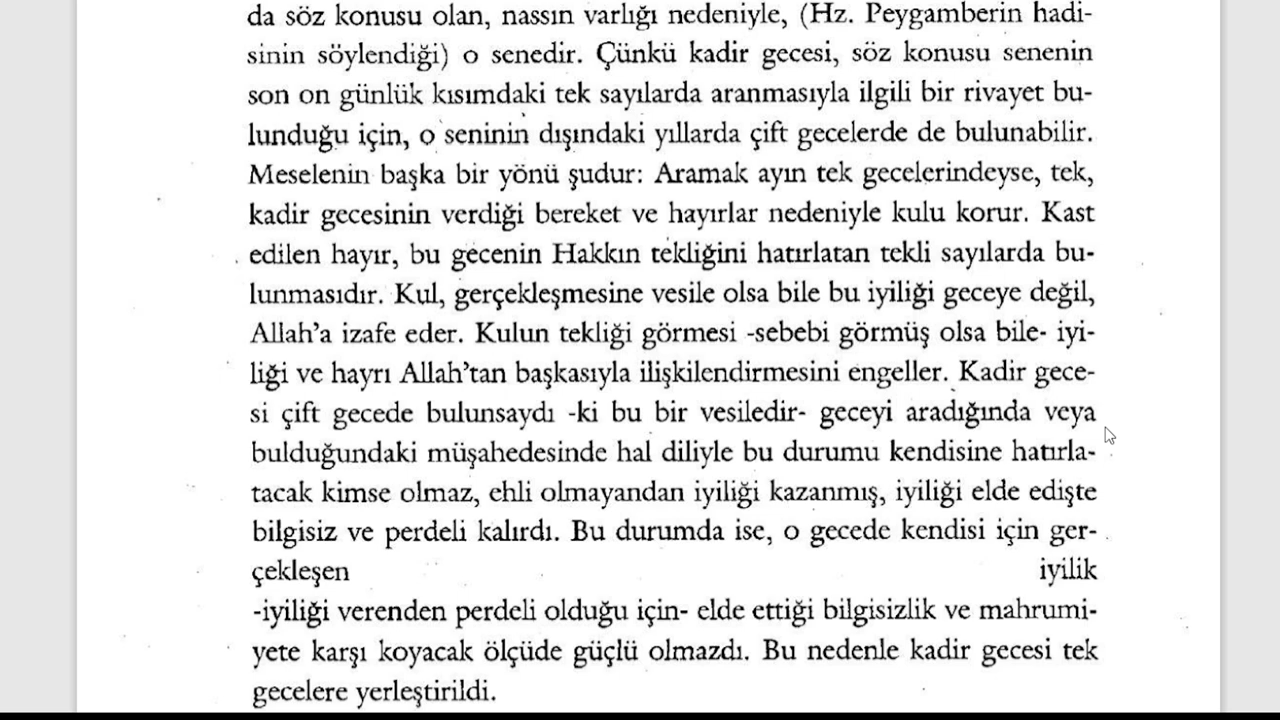 da söz konusu olan, nassın varlığı nedeniyle, (Hz. Peygamberin hadi-
sinin söylendiği) o senedir. Çünkü kadir gecesi, söz konusu senenin
son on günlük kısımdaki tek sayılarda aranmasıyla ilgili bir rivayet bu-
lunduğu için, o seninin dışındaki yıllarda çift gecelerde de bulunabilir.
Meselenin başka bir yönü şudur: Aramak ayın tek gecelerindeyse, tek,
kadir gecesinin verdiği bereket ve hayırlar nedeniyle kulu korur. Kast
edilen hayır, bu gecenin Hakkın tekliğini hatırlatan tekli sayılarda bu-
lunmasıdır. Kul, gerçekleşmesine vesile olsa bile bu iyiliği geceye değil,
Allah’a izafe eder. Kulun tekliği görmesi -sebebi görmüş olsa bile- iyi-
liği ve hayrı Allah’tan başkasıyla ilişkilendirmesini engeller. Kadir gece-
si çift gecede bulunsaydı -ki bu bir vesiledir- geceyi aradığında veya
bulduğundaki müşahedesinde hal diliyle bu durumu kendisine hatırla-
tacak kimse olmaz, ehli olmayandan iyiliği kazanmış, iyiliği elde edişte
bilgisiz ve perdeli kalırdı. Bu durumda ise, o gecede kendisi için ger-
çekleşen iyilik
-iyiliği verenden perdeli olduğu için- elde ettiği bilgisizlik ve mahrumi-
yete karşı koyacak ölçüde güçlü olmazdı. Bu nedenle kadir gecesi tek
gecelere yerleştirildi.